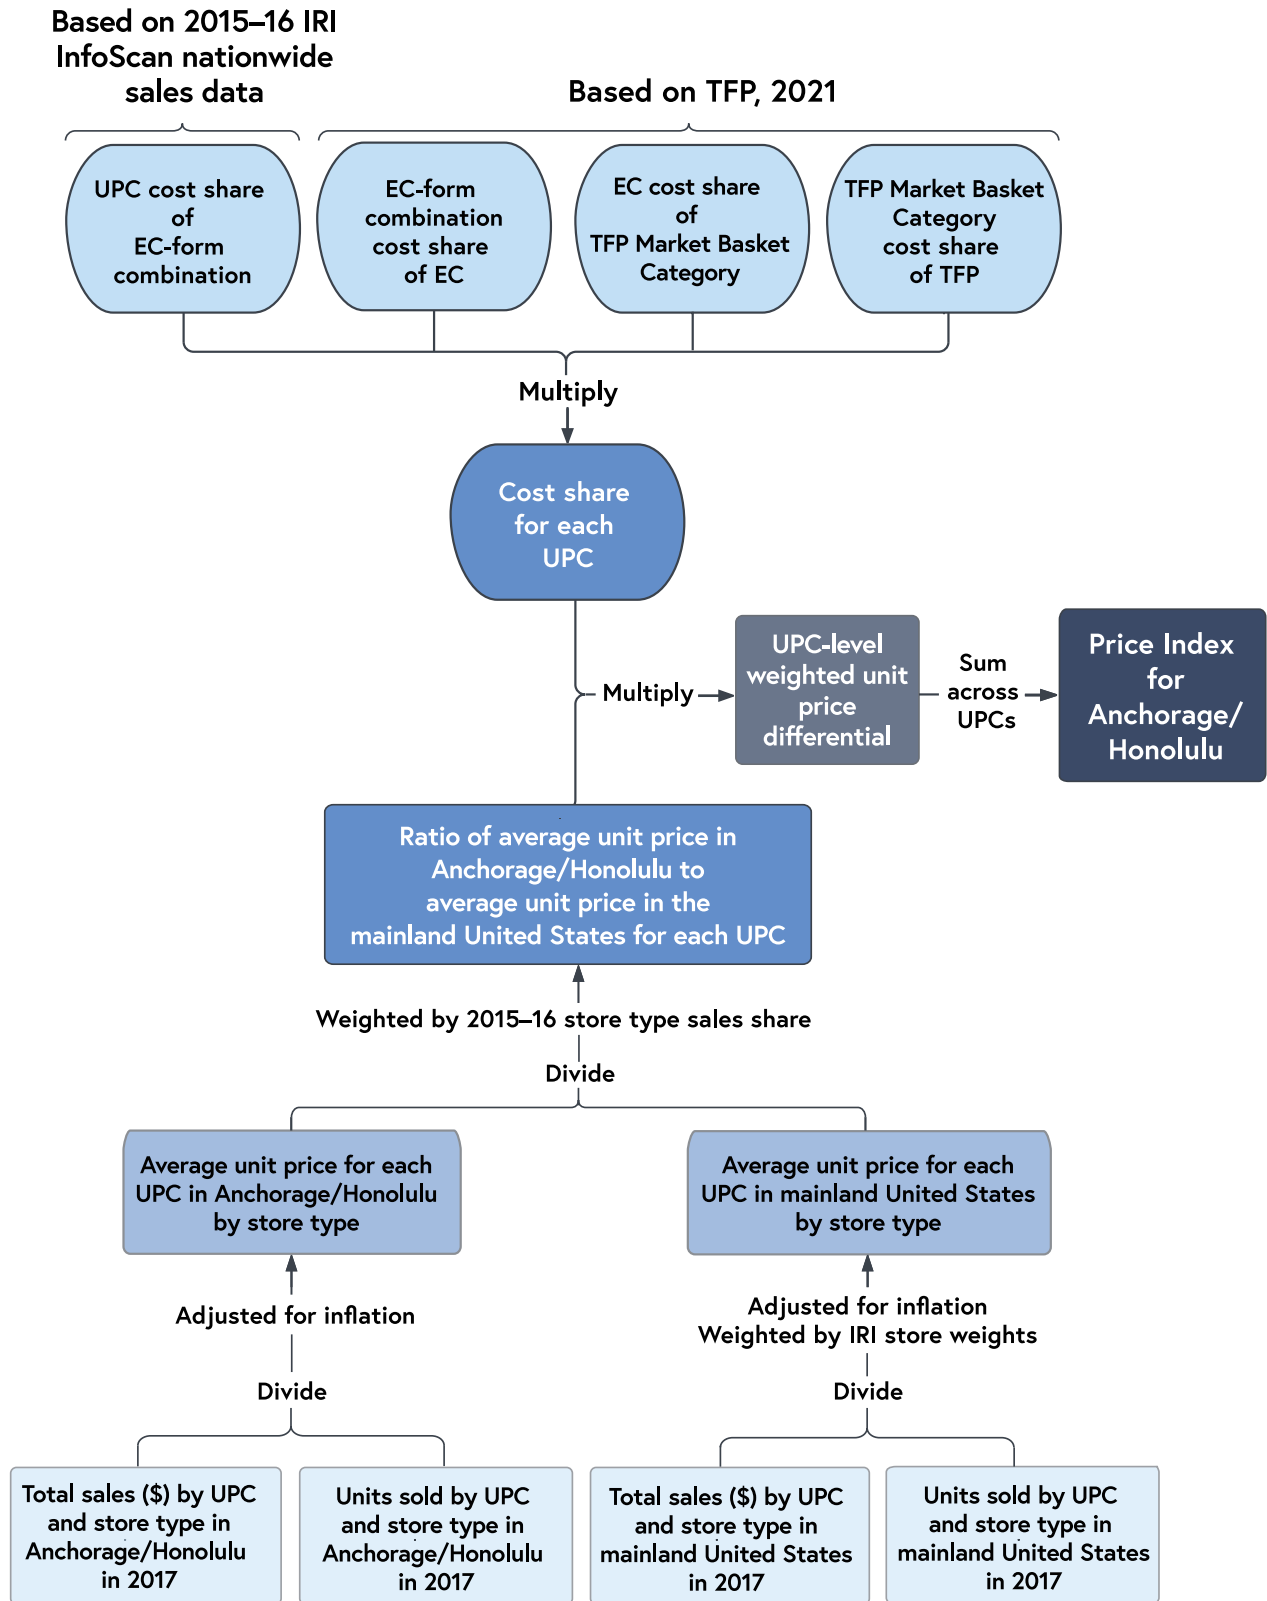 Based on 2015–16 IRI
InfoScan nationwide
sales data
Based on TFP, 2021
UPC cost share
of
EC-form
combination
EC-form
combination
cost share
of EC
EC cost share
of
TFP Market Basket
Category
TFP Market Basket
Category
cost share
of TFP
Multiply
Cost share
for each
UPC
Multiply
UPC-level
weighted unit
price
differential
Sum
across
UPCs
Price Index
for
Anchorage/
Honolulu
Ratio of average unit price in
Anchorage/Honolulu to
average unit price in the
mainland United States for each UPC
Weighted by 2015–16 store type sales share
Divide
Average unit price for each
UPC in Anchorage/Honolulu
by store type
Average unit price for each
UPC in mainland United States
by store type
Adjusted for inflation
Adjusted for inflation
Weighted by IRI store weights
Divide
Divide
Total sales ($) by UPC
and store type in
Anchorage/Honolulu
in 2017
Units sold by UPC
and store type in
Anchorage/Honolulu
in 2017
Total sales ($) by UPC
and store type in
mainland United States
in 2017
Units sold by UPC
and store type in
mainland United States
in 2017